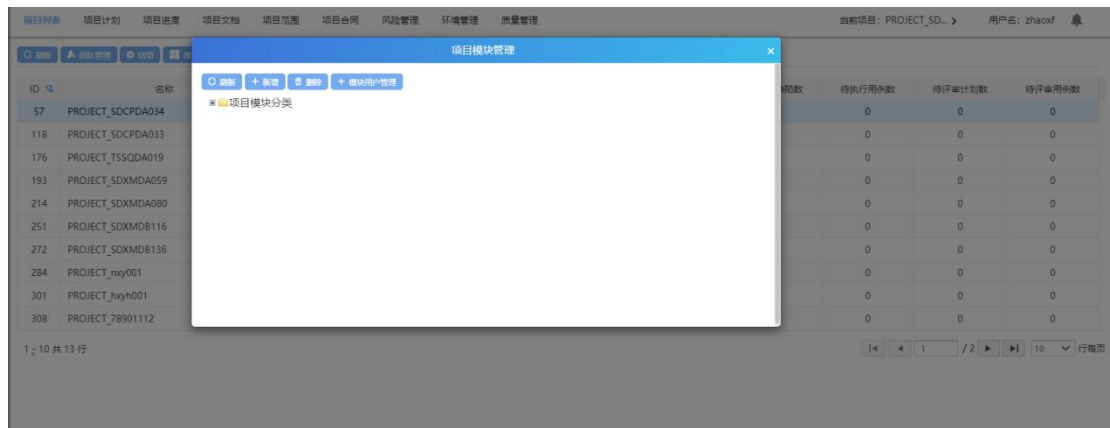 项目列表 项目计划 项目进度 项目文档 项目范围 项目合同 风险管理 环境管理 质量管理 当前项目: PROJECT_SD... 用户名: zhaoxf
刷新 团队管理 结项
项目模块管理 ×
刷新 + 新增 删除 + 模块用户管理
项目模块分类
ID 名称 待执行用例数 待评审计划数 待评审用例数
57 PROJECT_SDCPDA034 0 0 0
118 PROJECT_SDCPDA033 0 0 0
176 PROJECT_TSSQDA019 0 0 0
193 PROJECT_SDXMDA059 0 0 0
214 PROJECT_SDXMDA080 0 0 0
251 PROJECT_SDXMDB116 0 0 0
272 PROJECT_SDXMDB136 0 0 0
284 PROJECT_nxy001 0 0 0
301 PROJECT_hxyh001 0 0 0
308 PROJECT_78901112 0 0 0
1 - 10 共 13 行 1 / 2 10 行每页